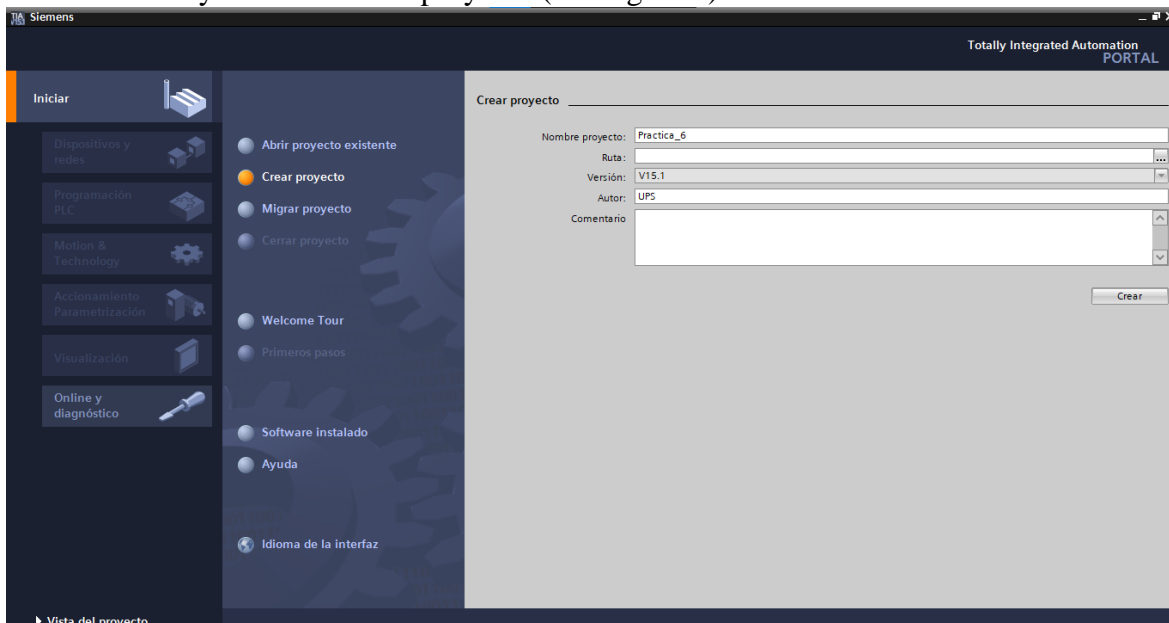 y proy
Siemens
Totally Integrated Automation
PORTAL
Iniciar
Dispositivos y
redes
Programación
PLC
Motion &
Technology
Accionamiento
Parametrización
Visualización
Online y
diagnóstico
Abrir proyecto existente
Crear proyecto
Migrar proyecto
Cerrar proyecto
Welcome Tour
Primeros pasos
Software instalado
Ayuda
Idioma de la interfaz
Crear proyecto
Nombre proyecto: Practica_6
Ruta:
Versión: V15.1
Autor: UPS
Comentario
Crear
Vista del proyecto